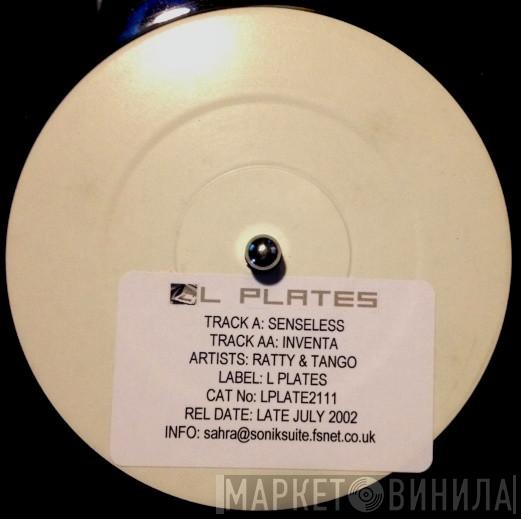 L PLATES
TRACK A: SENSELESS
TRACK AA: INVENTA
ARTISTS: RATTY & TANGO
LABEL: L PLATES
CAT No: LPLATE2111
REL DATE: LATE JULY 2002
INFO: sahra@soniksuite.fsnet.co.uk
МАРКЕТ ВИНИЛА